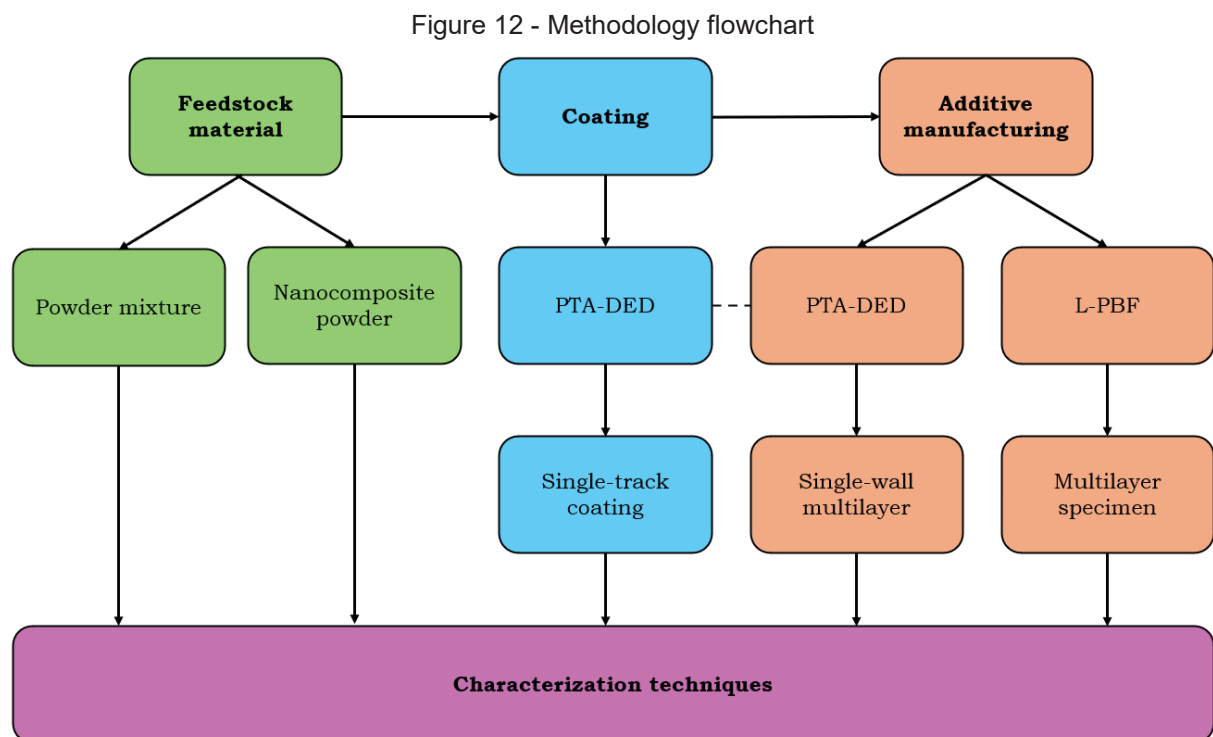 Figure 12 - Methodology flowchart
Feedstock
material
Coating
Additive
manufacturing
Powder mixture
Nanocomposite
powder
PTA-DED
PTA-DED
L-PBF
Single-track
coating
Single-wall
multilayer
Multilayer
specimen
Characterization techniques